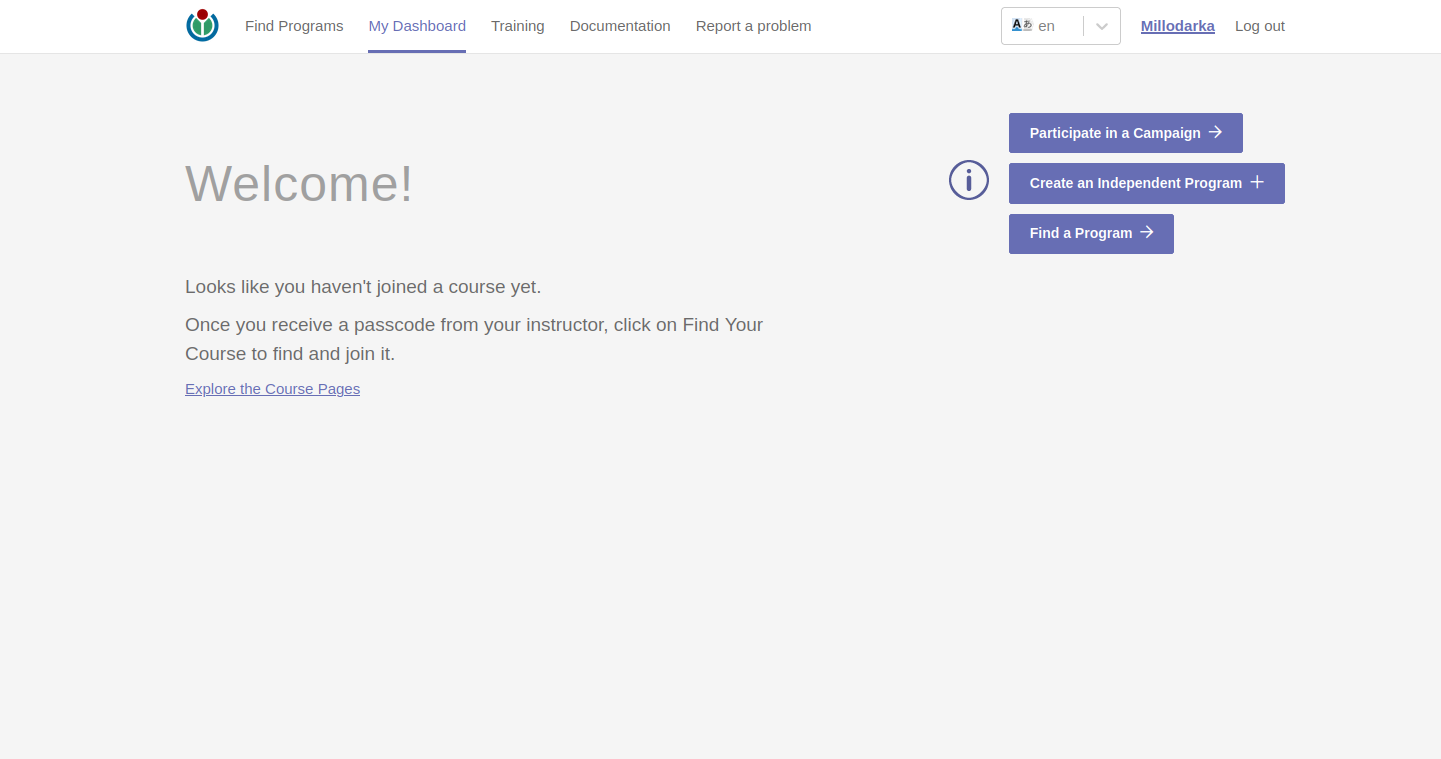 Find Programs My Dashboard Training Documentation Report a problem Aあ en Millodarka Log out
Participate in a Campaign →
Welcome!
Create an Independent Program +
Find a Program →
Looks like you haven't joined a course yet.
Once you receive a passcode from your instructor, click on Find Your
Course to find and join it.
Explore the Course Pages